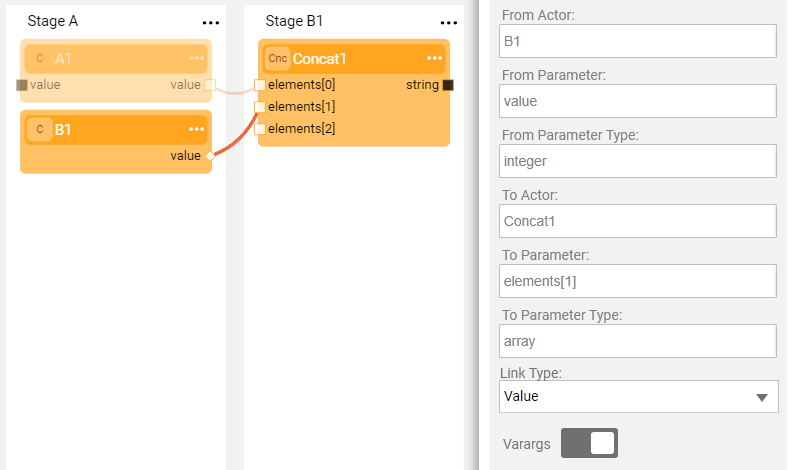 Stage A ...
C A1 ...
value value
C B1 ...
value
Stage B1 ...
Cnc Concat1 ...
elements[0] string
elements[1]
elements[2]
From Actor:
B1
From Parameter:
value
From Parameter Type:
integer
To Actor:
Concat1
To Parameter:
elements[1]
To Parameter Type:
array
Link Type:
Value
Varargs